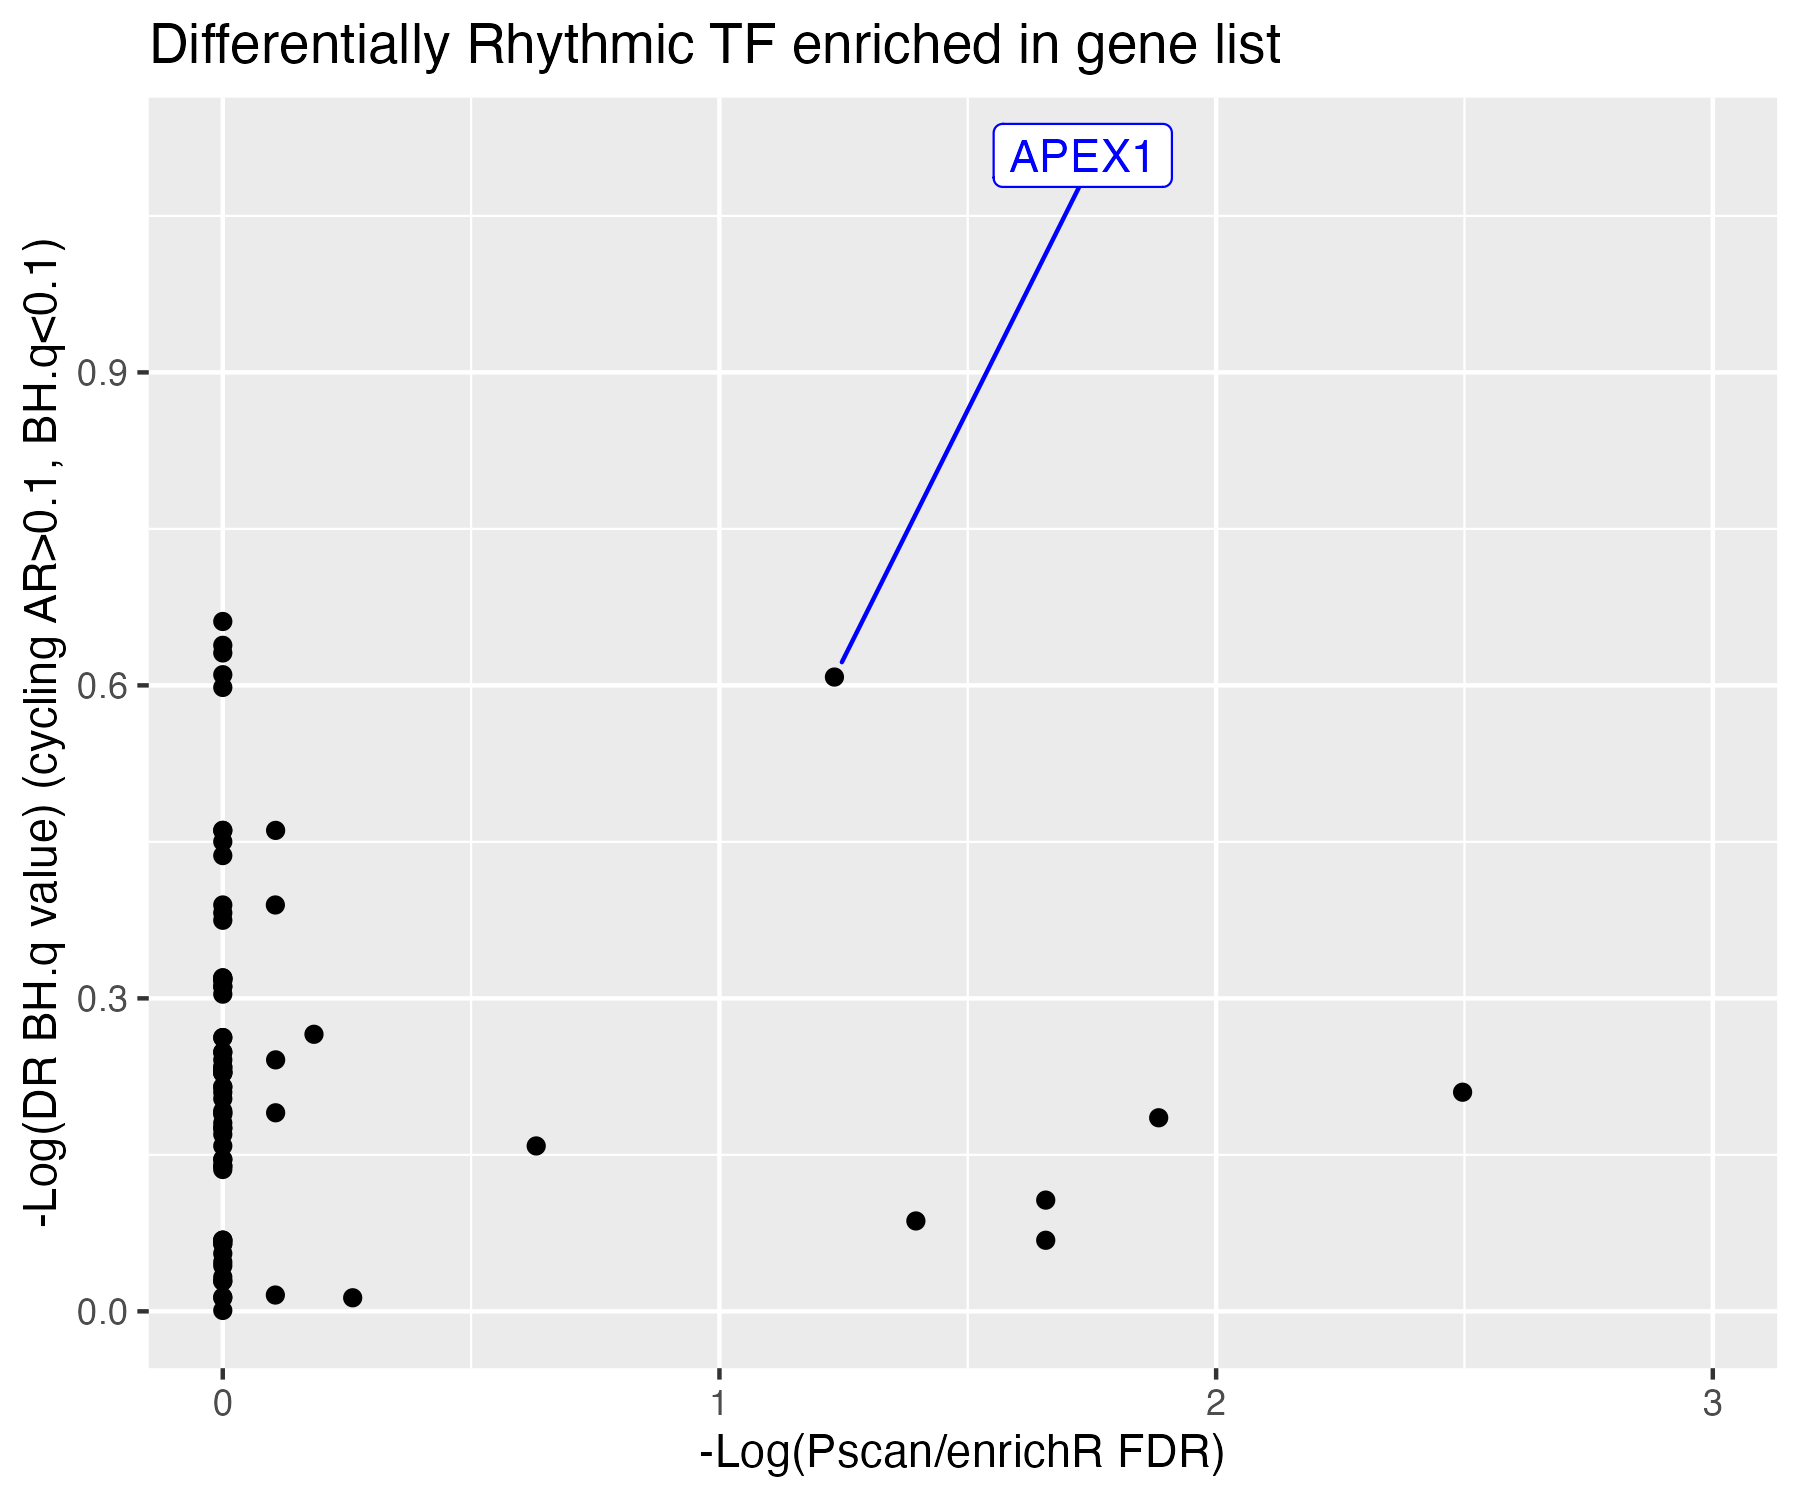 Differentially Rhythmic TF enriched in gene list
APEX1
-Log(DR BH.q value) (cycling AR>0.1, BH.q<0.1)
0.9
0.6
0.3
0.0
0
1
2
3
-Log(Pscan/enrichR FDR)